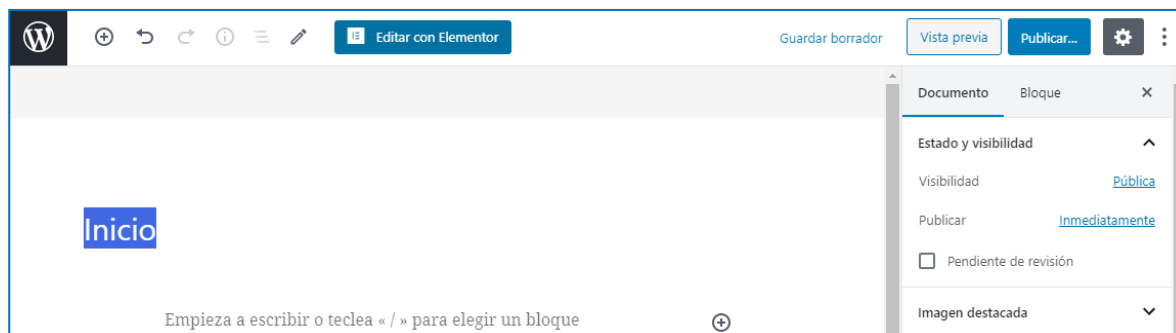 Editar con Elementor
Guardar borrador
Vista previa
Publicar...
Documento
Bloque
Estado y visibilidad
Visibilidad
Pública
Publicar
Inmediatamente
Pendiente de revisión
Imagen destacada
Inicio
Empieza a escribir o teclea « / » para elegir un bloque